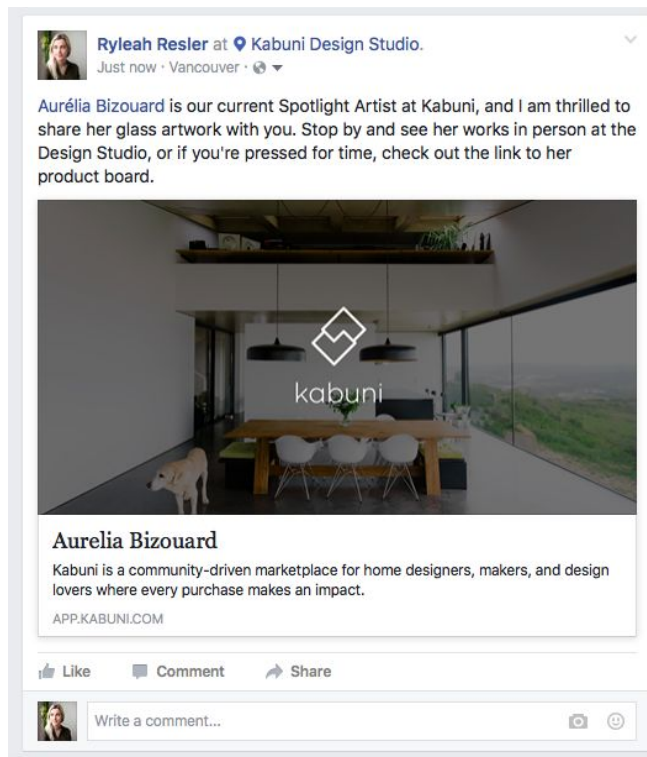 Ryleah Resler at Kabuni Design Studio.
Just now · Vancouver ·
Aurélia Bizouard is our current Spotlight Artist at Kabuni, and I am thrilled to
share her glass artwork with you. Stop by and see her works in person at the
Design Studio, or if you're pressed for time, check out the link to her
product board.
kabuni
Aurelia Bizouard
Kabuni is a community-driven marketplace for home designers, makers, and design
lovers where every purchase makes an impact.
APP.KABUNI.COM
Like Comment Share
Write a comment...